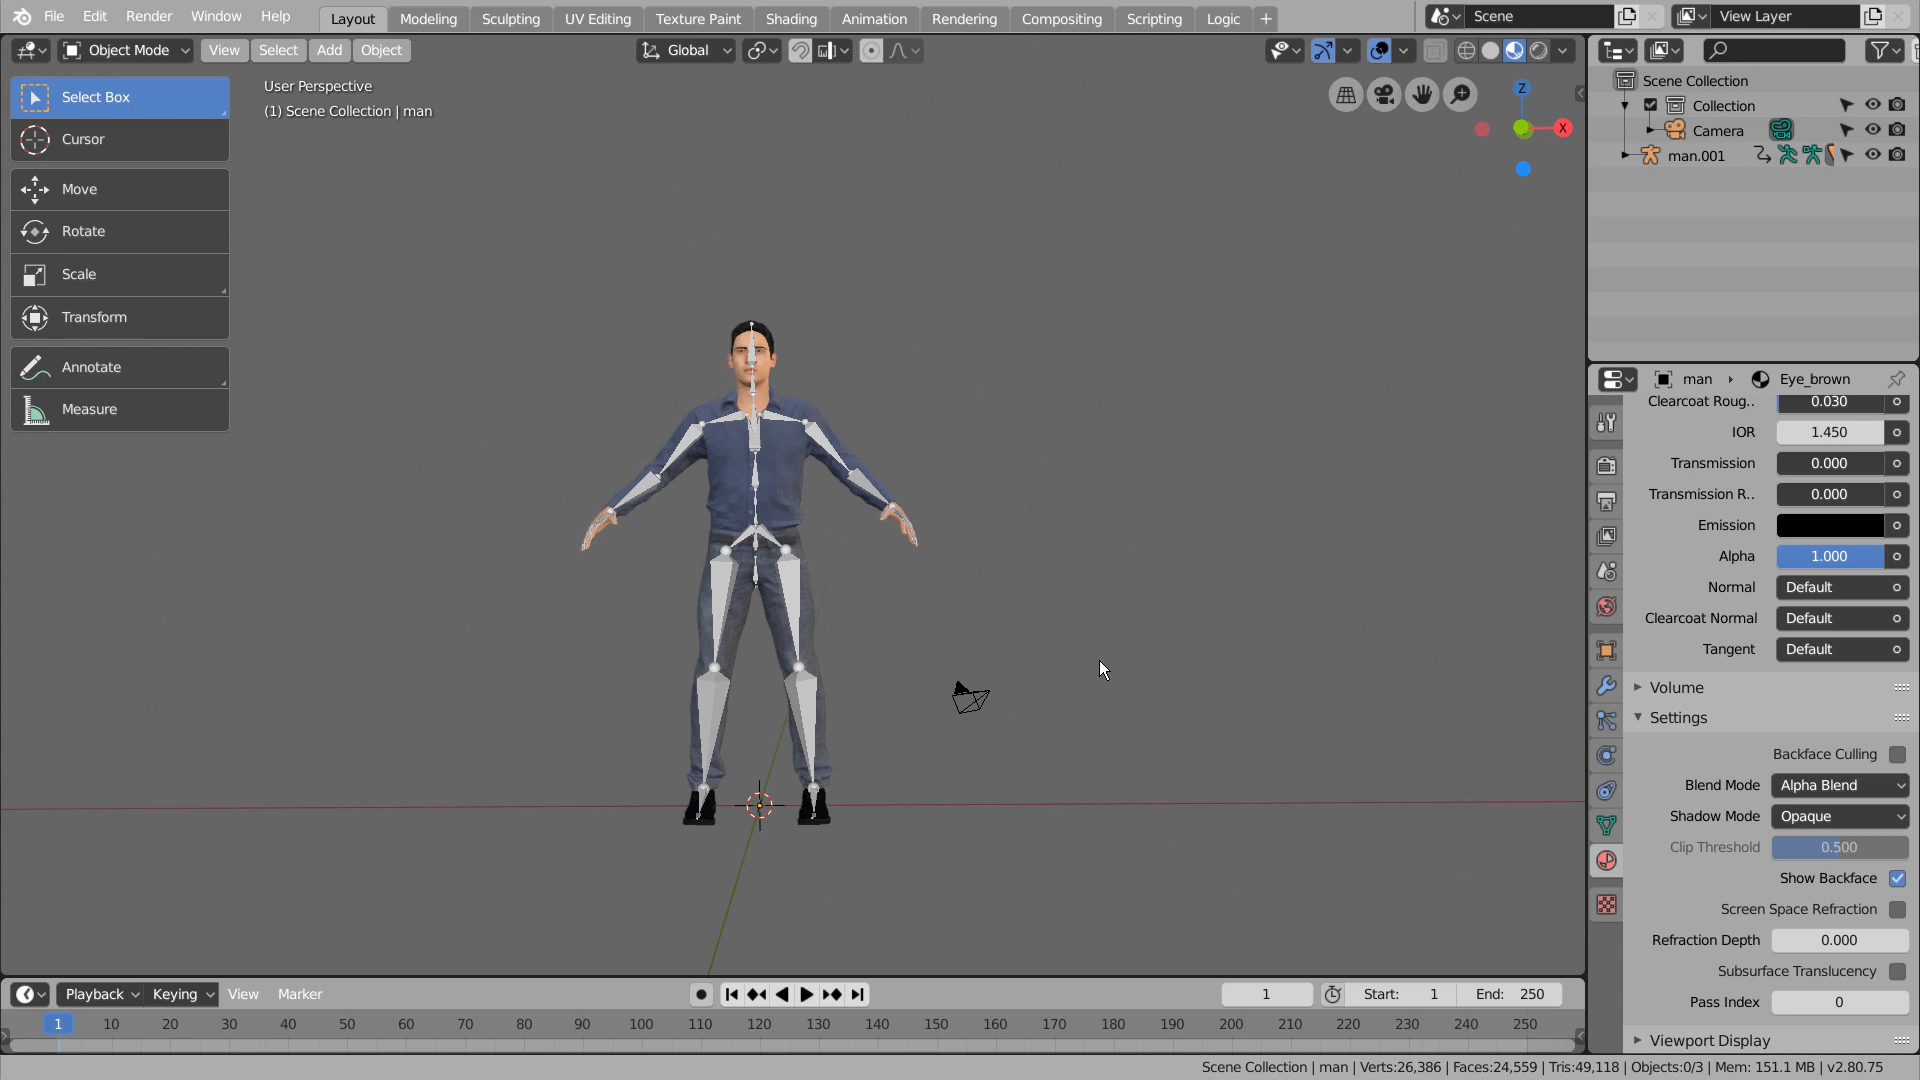 File Edit Render Window Help Layout Modeling Sculpting UV Editing Texture Paint Shading Animation Rendering Compositing Scripting Logic + Scene View Layer
Object Mode View Select Add Object Global
Select Box
Cursor
Move
Rotate
Scale
Transform
Annotate
Measure
User Perspective
(1) Scene Collection | man
Z
X
Scene Collection
Collection
Camera
man.001
man › Eye_brown
Clearcoat Roug.. 0.030
IOR 1.450
Transmission 0.000
Transmission R.. 0.000
Emission
Alpha 1.000
Normal Default
Clearcoat Normal Default
Tangent Default
Volume
Settings
Backface Culling
Blend Mode Alpha Blend
Shadow Mode Opaque
Clip Threshold 0.500
Show Backface
Screen Space Refraction
Refraction Depth 0.000
Subsurface Translucency
Pass Index 0
Viewport Display
Playback Keying View Marker 1 Start: 1 End: 250
1 10 20 30 40 50 60 70 80 90 100 110 120 130 140 150 160 170 180 190 200 210 220 230 240 250
Scene Collection | man | Verts:26,386 | Faces:24,559 | Tris:49,118 | Objects:0/3 | Mem: 151.1 MB | v2.80.75